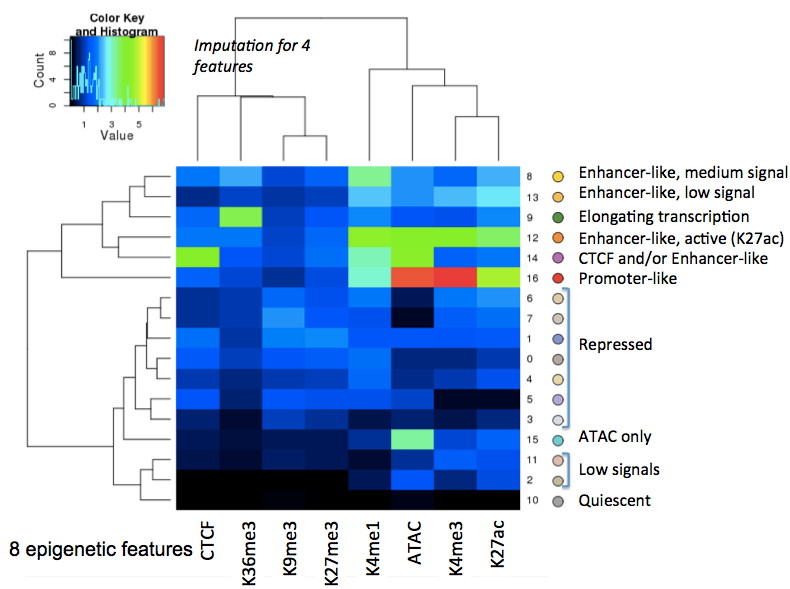 Color Key
and Histogram
Imputation for 4
features
Count
0 4 8
1 3 5
Value
8 Enhancer-like, medium signal
13 Enhancer-like, low signal
9 Elongating transcription
12 Enhancer-like, active (K27ac)
14 CTCF and/or Enhancer-like
16 Promoter-like
6
7
1 Repressed
0
4
5
3
15 ATAC only
11 Low signals
2
10 Quiescent
8 epigenetic features
CTCF
K36me3
K9me3
K27me3
K4me1
ATAC
K4me3
K27ac